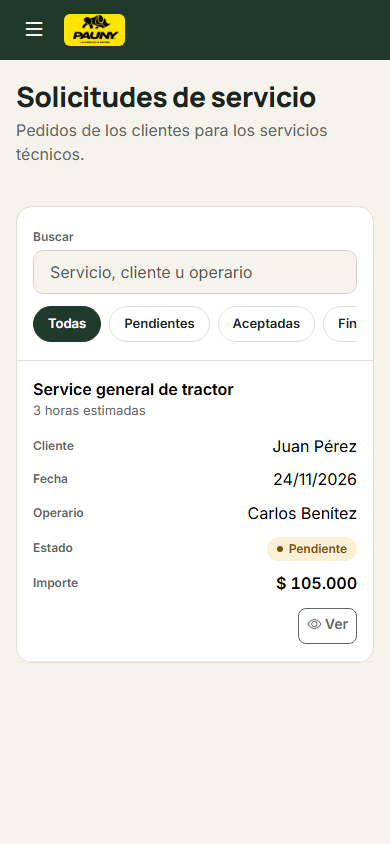 PAUNY
Solicitudes de servicio
Pedidos de los clientes para los servicios
técnicos.
Buscar
Servicio, cliente u operario
Todas
Pendientes
Aceptadas
Fin
Service general de tractor
3 horas estimadas
Cliente
Juan Pérez
Fecha
24/11/2026
Operario
Carlos Benítez
Estado
Pendiente
Importe
$ 105.000
Ver